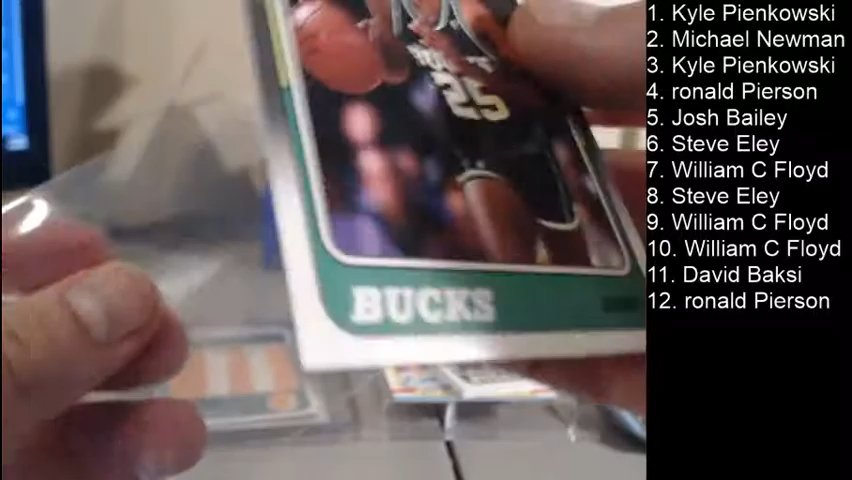 25
BUCKS
1. Kyle Pienkowski
2. Michael Newman
3. Kyle Pienkowski
4. ronald Pierson
5. Josh Bailey
6. Steve Eley
7. William C Floyd
8. Steve Eley
9. William C Floyd
10. William C Floyd
11. David Baksi
12. ronald Pierson